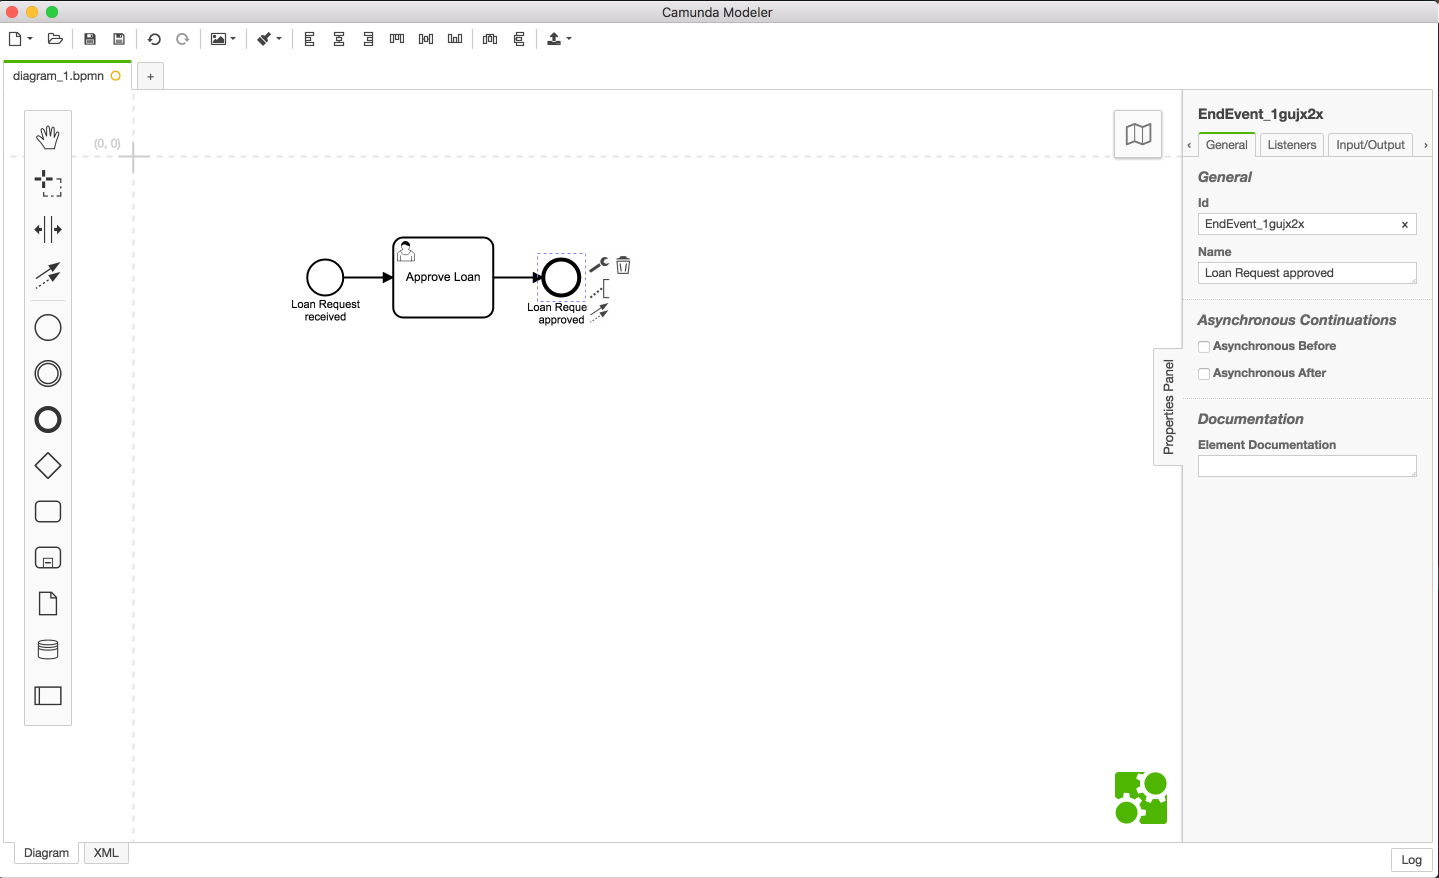 Camunda Modeler
diagram_1.bpmn
+
(0, 0)
Loan Request
received
Approve Loan
Loan Reque
approved
Properties Panel
EndEvent_1gujx2x
‹ General Listeners Input/Output ›
General
Id
EndEvent_1gujx2x ×
Name
Loan Request approved
Asynchronous Continuations
Asynchronous Before
Asynchronous After
Documentation
Element Documentation
Diagram XML
Log